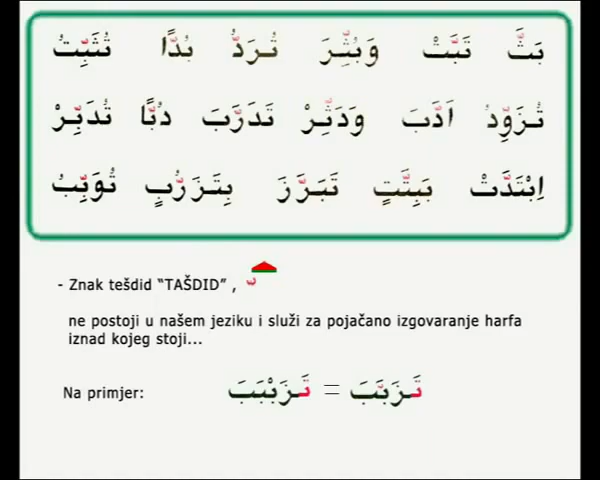 بَثَّ تَبَّتْ وَبُثِّرَ تُرَدُّ بُدًّا تُثَبِّتُ
تُزَوِّدُ اَدَّبَ وَدَثِّرْ تَدَرَّبَ دُبًّا تُدَبِّرْ
اِبْتَدَّتْ بَبِتَّتٍ تَبَرَّزَ بِتَزَرُّبٍ تُوَبِّبُ
- Znak tešdid “TAŠDID” , ّ
ne postoji u našem jeziku i služi za pojačano izgovaranje harfa
iznad kojeg stoji...
Na primjer: تَزَبَّبَ = تَزَبْبَبَ